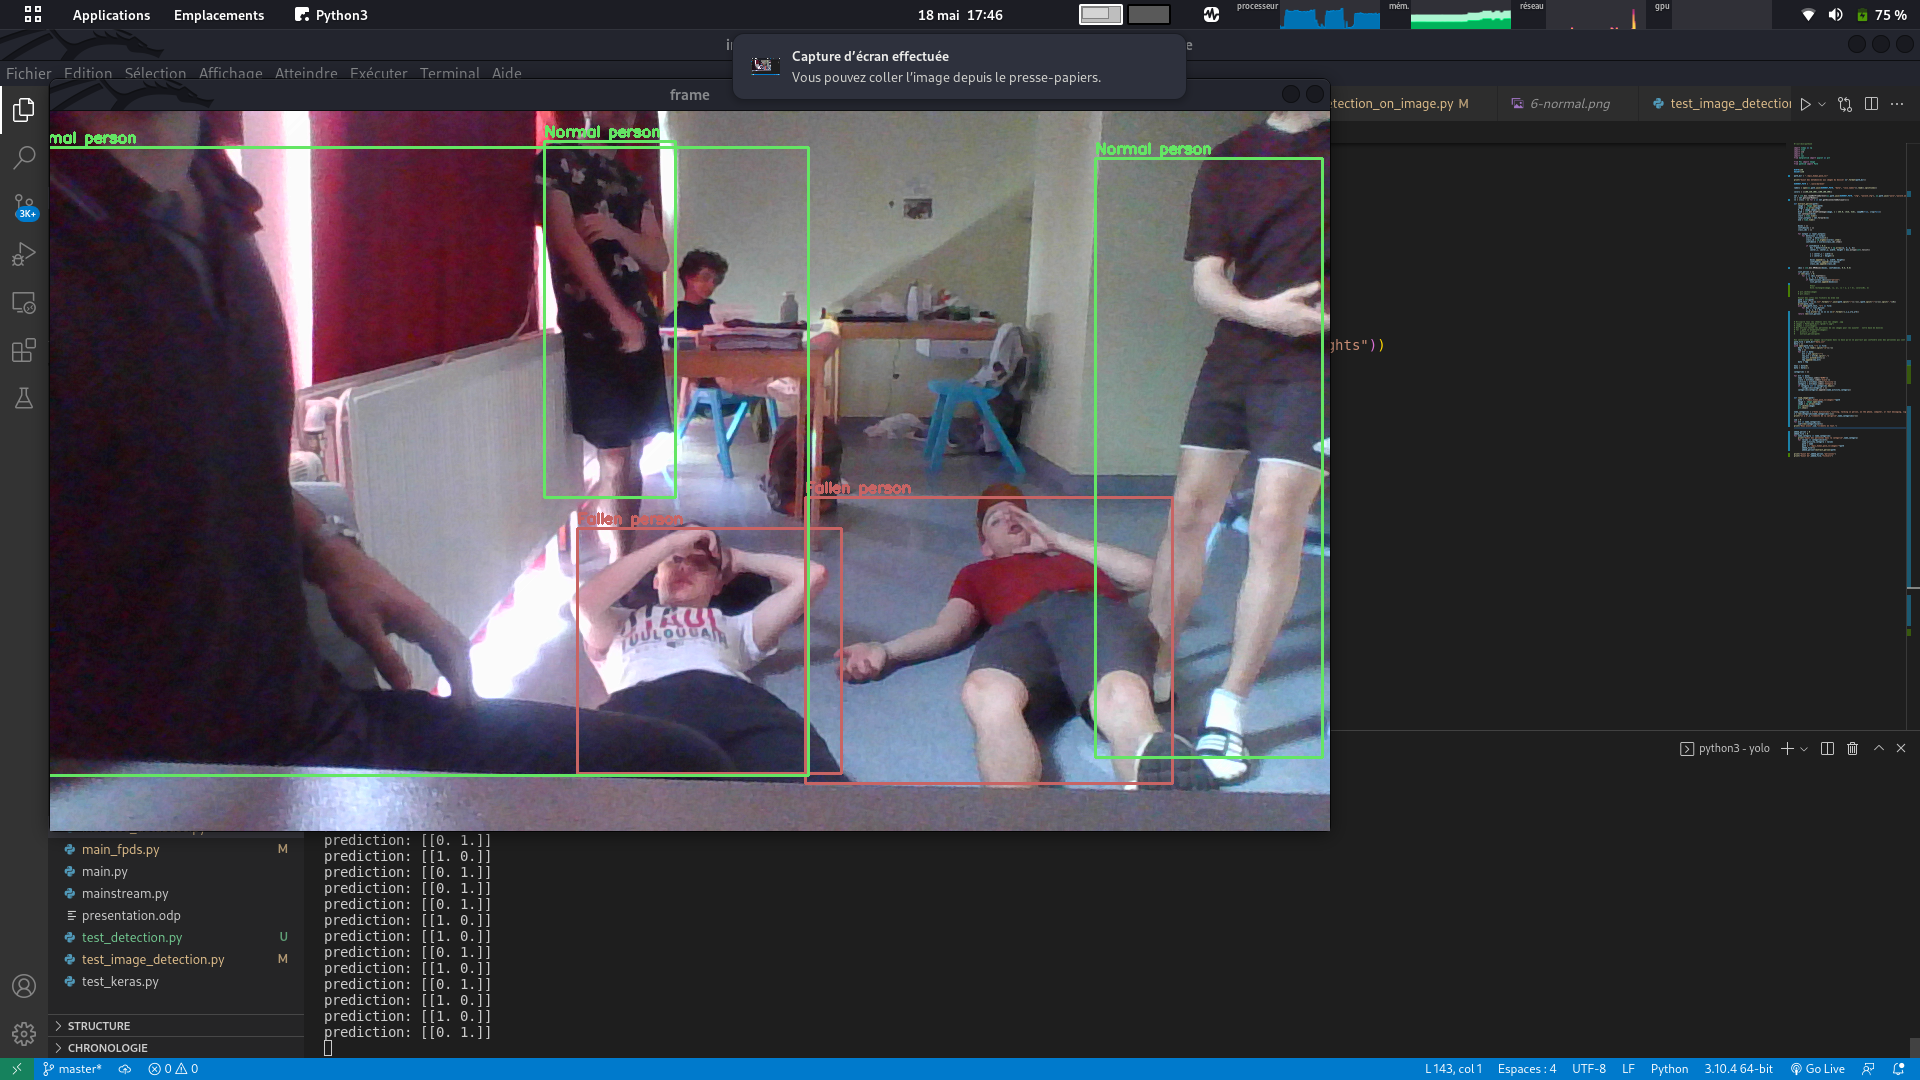 Applications Emplacements Python3 18 mai 17:46 processeur mém. réseau gpu 75 %
Capture d'écran effectuée
Vous pouvez coller l'image depuis le presse-papiers.
Fichier Edition Sélection Affichage Atteindre Exécuter Terminal Aide
frame
etection_on_image.py M 6-normal.png test_image_detection
mal person
Normal person
Normal person
3K+
ghts"))
Fallen person
Fallen person
python3 - yolo
prediction: [[0. 1.]]
main_fpds.py M
prediction: [[1. 0.]]
main.py
prediction: [[0. 1.]]
mainstream.py
prediction: [[0. 1.]]
presentation.odp
prediction: [[0. 1.]]
prediction: [[1. 0.]]
test_detection.py U
prediction: [[1. 0.]]
prediction: [[0. 1.]]
test_image_detection.py M
prediction: [[1. 0.]]
test_keras.py
prediction: [[0. 1.]]
prediction: [[1. 0.]]
prediction: [[1. 0.]]
STRUCTURE
prediction: [[0. 1.]]
CHRONOLOGIE
master* 0 0 L 143, col 1 Espaces : 4 UTF-8 LF Python 3.10.4 64-bit Go Live